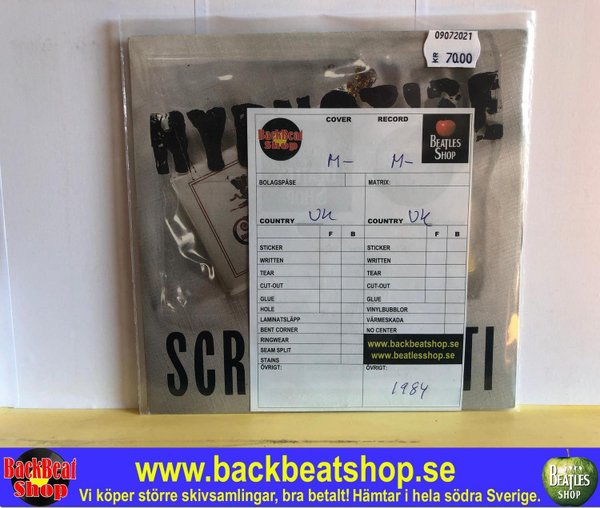 09072021
KR 70.00
HYPNOTISE
BackBeat Shop
COVER RECORD
BEATLES SHOP
M- M-
BOLAGSPÅSE MATRIX:
COUNTRY UK COUNTRY UK
F B F B
STICKER STICKER
WRITTEN WRITTEN
TEAR TEAR
CUT-OUT CUT-OUT
GLUE GLUE
HOLE VINYLBUBBLOR
LAMINATSLÄPP VÄRMESKADA
BENT CORNER NO CENTER
RINGWEAR
SEAM SPLIT
STAINS
www.backbeatshop.se
www.beatlesshop.se
ÖVRIGT: ÖVRIGT:
1984
SCR TI
BackBeat Shop
www.backbeatshop.se
Vi köper större skivsamlingar, bra betalt! Hämtar i hela södra Sverige.
BEATLES SHOP